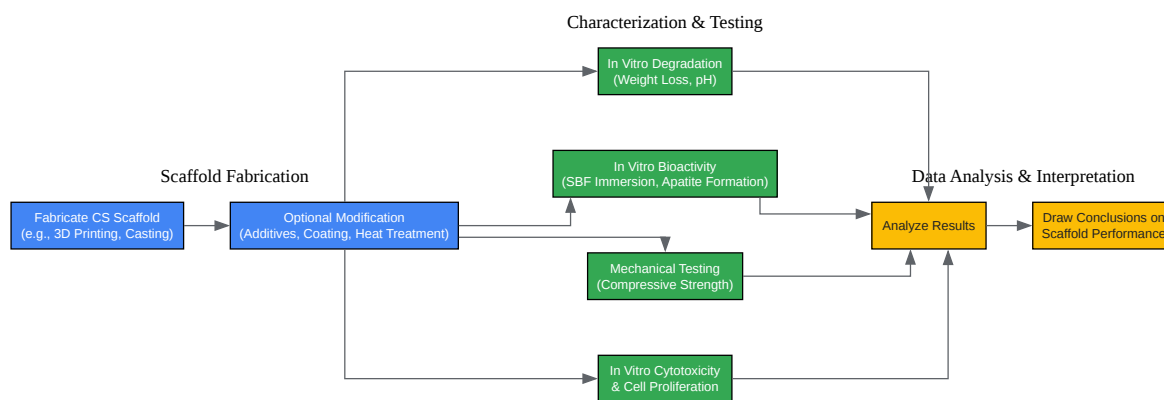 Characterization & Testing
In Vitro Degradation
(Weight Loss, pH)
In Vitro Bioactivity
(SBF Immersion, Apatite Formation)
Scaffold Fabrication
Data Analysis & Interpretation
Fabricate CS Scaffold
(e.g., 3D Printing, Casting)
Optional Modification
(Additives, Coating, Heat Treatment)
Analyze Results
Draw Conclusions on
Scaffold Performance
Mechanical Testing
(Compressive Strength)
In Vitro Cytotoxicity
& Cell Proliferation